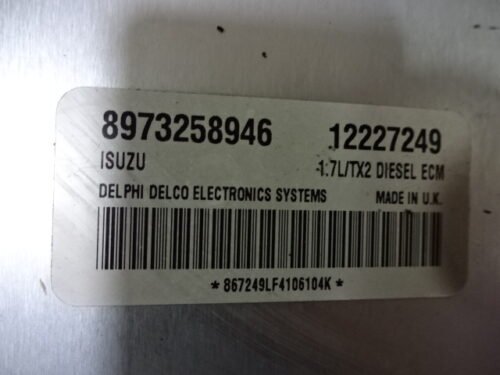 8973258946 12227249
ISUZU 1.7L/TX2 DIESEL ECM
DELPHI DELCO ELECTRONICS SYSTEMS MADE IN U.K.
*867249LF4106104K*